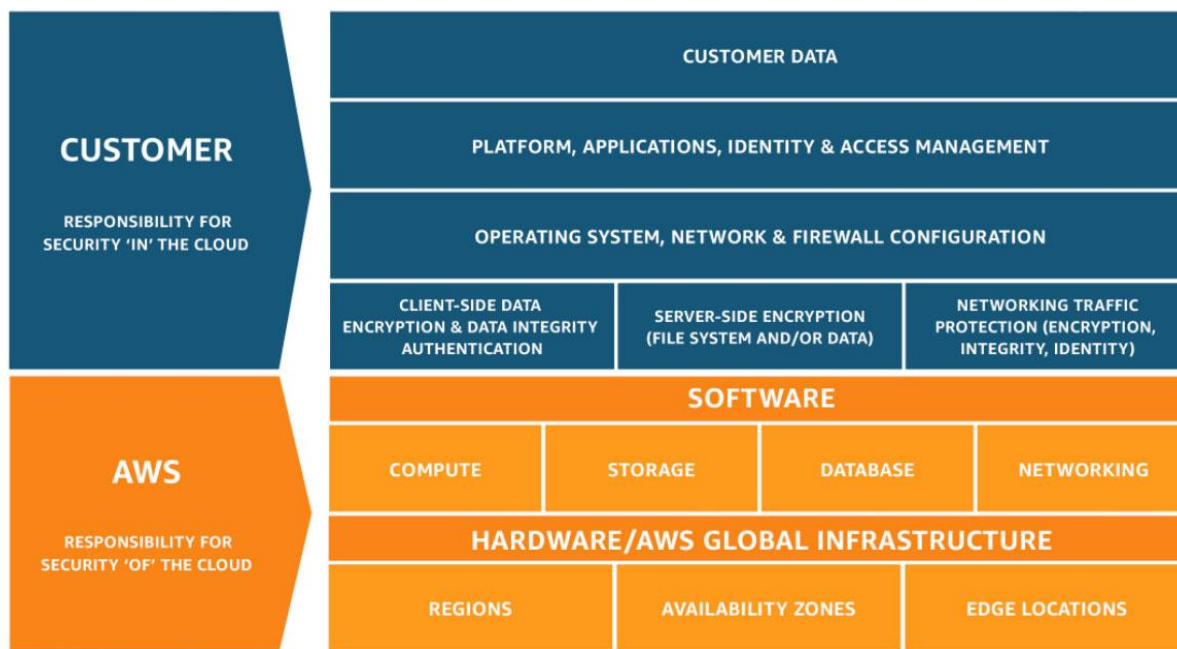 CUSTOMER
RESPONSIBILITY FOR
SECURITY ‘IN’ THE CLOUD
CUSTOMER DATA
PLATFORM, APPLICATIONS, IDENTITY & ACCESS MANAGEMENT
OPERATING SYSTEM, NETWORK & FIREWALL CONFIGURATION
CLIENT-SIDE DATA
ENCRYPTION & DATA INTEGRITY
AUTHENTICATION
SERVER-SIDE ENCRYPTION
(FILE SYSTEM AND/OR DATA)
NETWORKING TRAFFIC
PROTECTION (ENCRYPTION,
INTEGRITY, IDENTITY)
AWS
RESPONSIBILITY FOR
SECURITY ‘OF’ THE CLOUD
SOFTWARE
COMPUTE
STORAGE
DATABASE
NETWORKING
HARDWARE/AWS GLOBAL INFRASTRUCTURE
REGIONS
AVAILABILITY ZONES
EDGE LOCATIONS